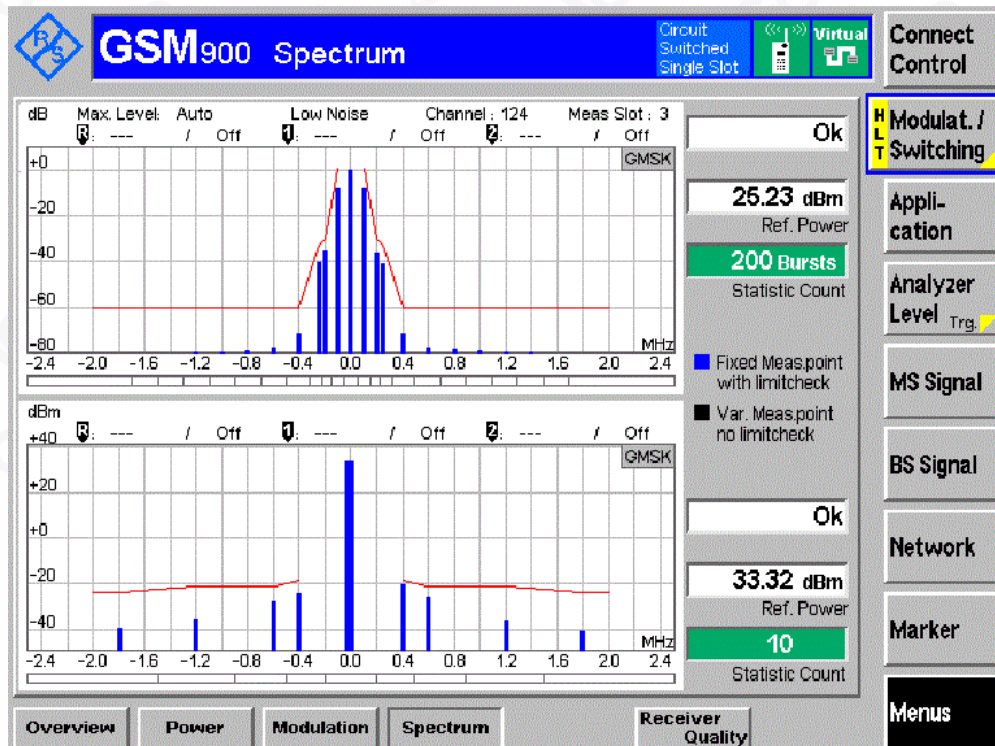 R S
GSM900 Spectrum
Circuit
Switched
Single Slot
Virtual
Connect
Control
HLT
Modulat. /
Switching
Appli-
cation
Analyzer
Level Trg.
MS Signal
BS Signal
Network
Marker
Menus
dB Max. Level: Auto Low Noise Channel : 124 Meas Slot : 3
R: --- / Off 1: --- / Off 2: ---
GMSK
+0
-20
-40
-60
-80
MHz
-2.4 -2.0 -1.6 -1.2 -0.8 -0.4 0.0 0.4 0.8 1.2 1.6 2.0 2.4
Ok
25.23 dBm
Ref. Power
200 Bursts
Statistic Count
Fixed Meas.point
with limitcheck
Var. Meas.point
no limitcheck
dBm
R: --- / Off 1: --- / Off 2: --- / Off
GMSK
+40
+20
+0
-20
-40
MHz
-2.4 -2.0 -1.6 -1.2 -0.8 -0.4 0.0 0.4 0.8 1.2 1.6 2.0 2.4
Ok
33.32 dBm
Ref. Power
10
Statistic Count
Overview
Power
Modulation
Spectrum
Receiver
Quality